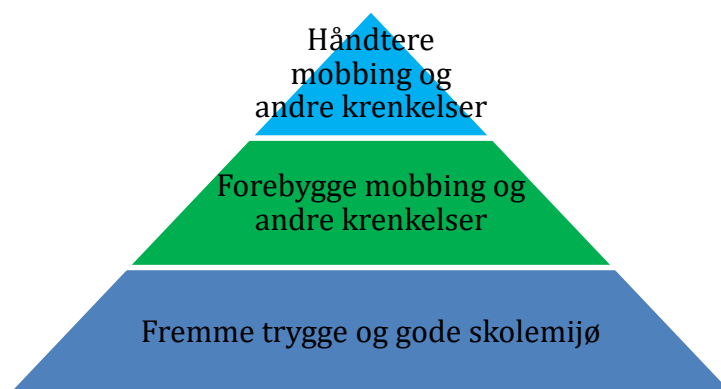 Håndtere
mobbing og
andre krenkelser
Forebygge mobbing og
andre krenkelser
Fremme trygge og gode skolemijø